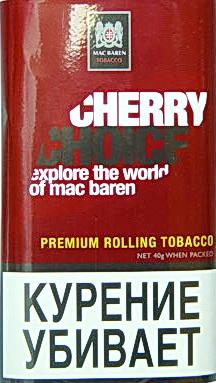 MAC BAREN
TOBACCO
CHERRY
CHOICE
explore the world
of mac baren
PREMIUM ROLLING TOBACCO
NET 40g WHEN PACKED
КУРЕНИЕ
УБИВАЕТ